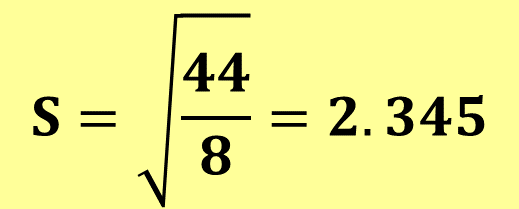 S = √(44/8) = 2.345